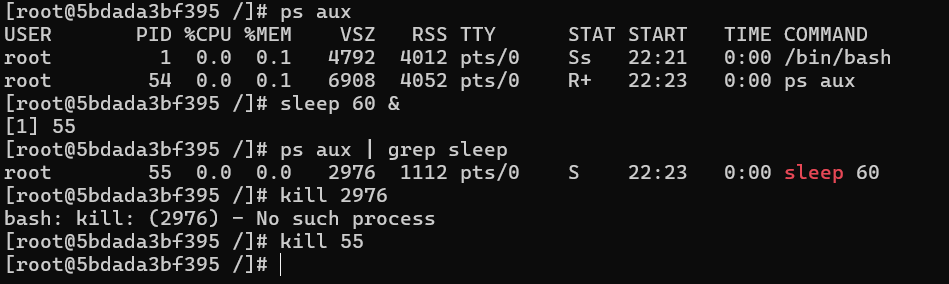 [root@5bdada3bf395 /]# ps aux
USER         PID %CPU %MEM    VSZ   RSS TTY      STAT START   TIME COMMAND
root           1  0.0  0.1   4792  4012 pts/0    Ss   22:21   0:00 /bin/bash
root          54  0.0  0.1   6908  4052 pts/0    R+   22:23   0:00 ps aux
[root@5bdada3bf395 /]# sleep 60 &
[1] 55
[root@5bdada3bf395 /]# ps aux | grep sleep
root          55  0.0  0.0   2976  1112 pts/0    S    22:23   0:00 sleep 60
[root@5bdada3bf395 /]# kill 2976
bash: kill: (2976) - No such process
[root@5bdada3bf395 /]# kill 55
[root@5bdada3bf395 /]#